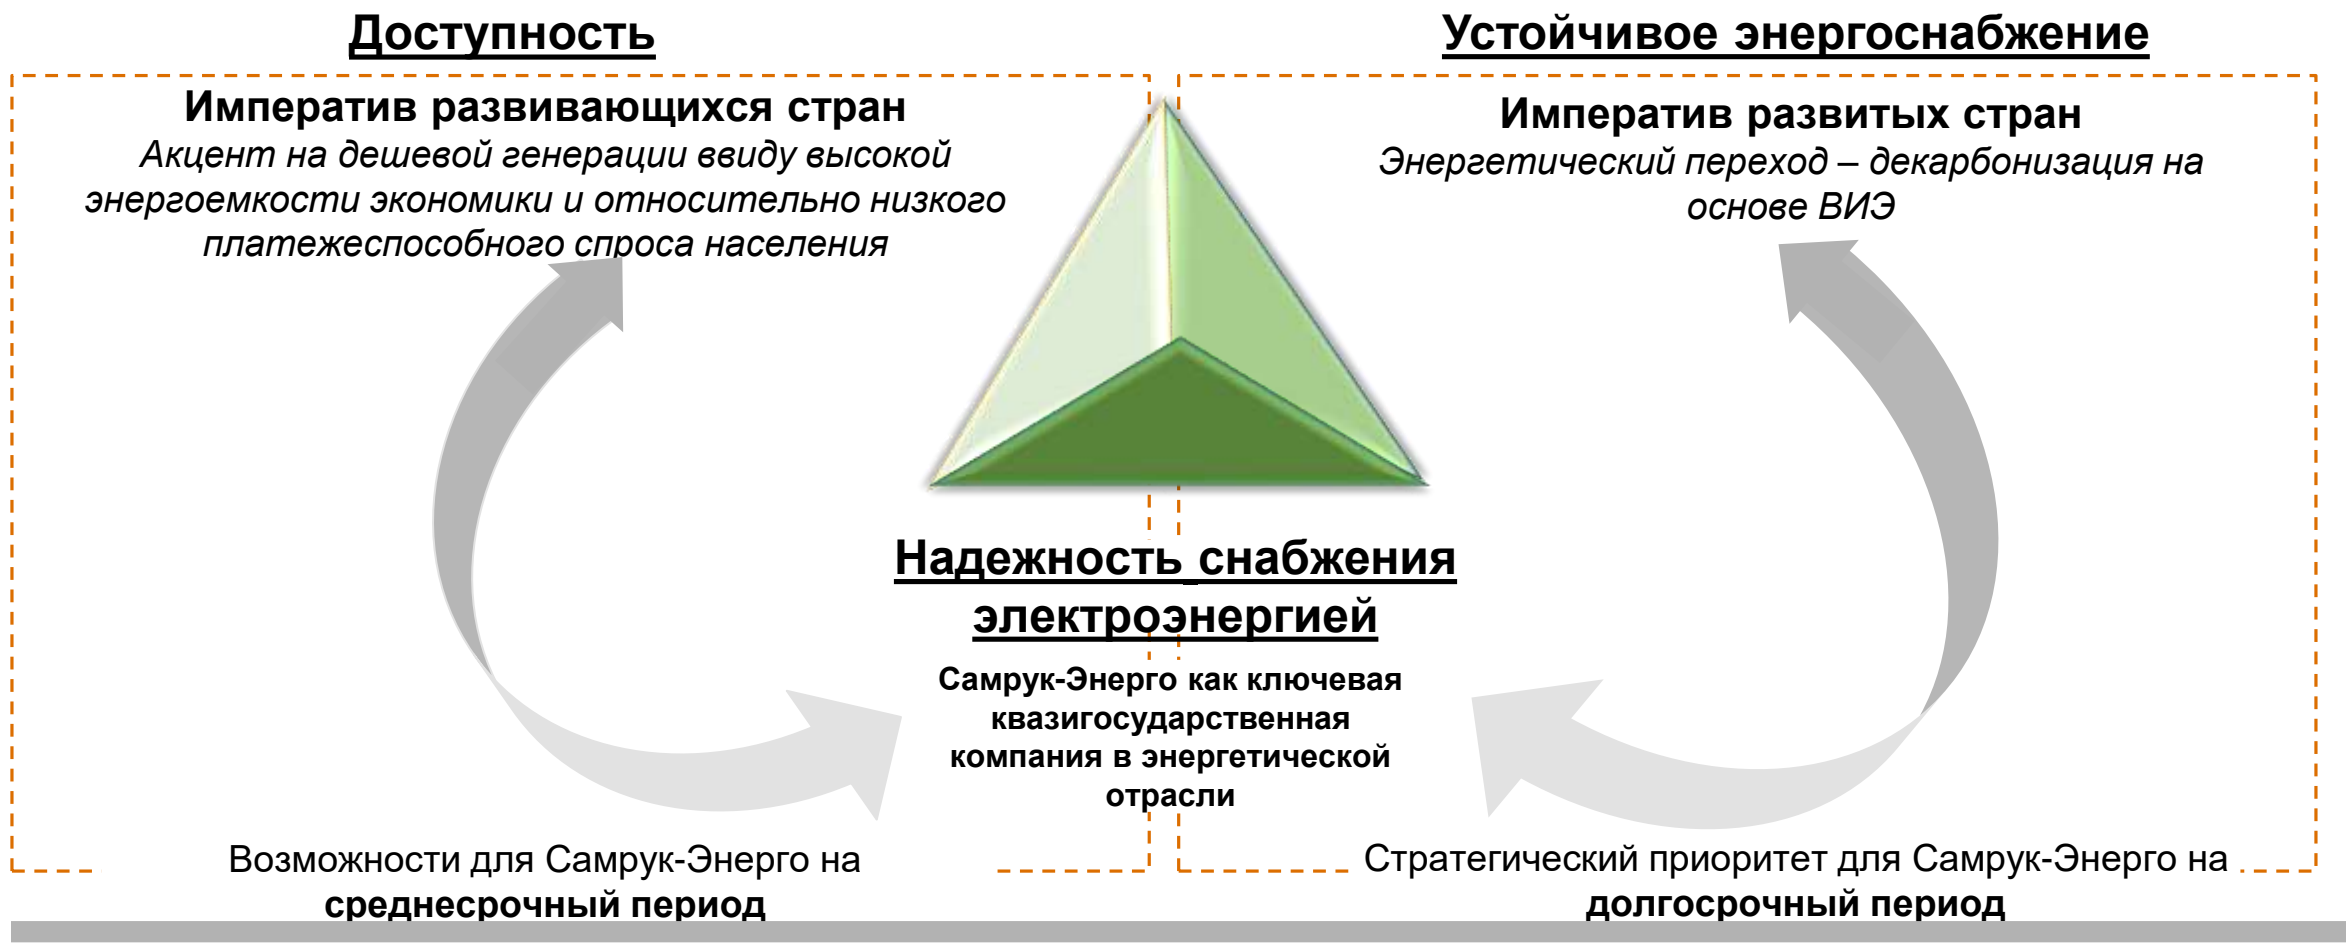 Доступность
Императив развивающихся стран
Акцент на дешевой генерации ввиду высокой
энергоемкости экономики и относительно низкого
платежеспособного спроса населения
Устойчивое энергоснабжение
Императив развитых стран
Энергетический переход – декарбонизация на
основе ВИЭ
Надежность снабжения
электроэнергией
Самрук-Энерго как ключевая
квазигосударственная
компания в энергетической
отрасли
Возможности для Самрук-Энерго на
среднесрочный период
Стратегический приоритет для Самрук-Энерго на
долгосрочный период